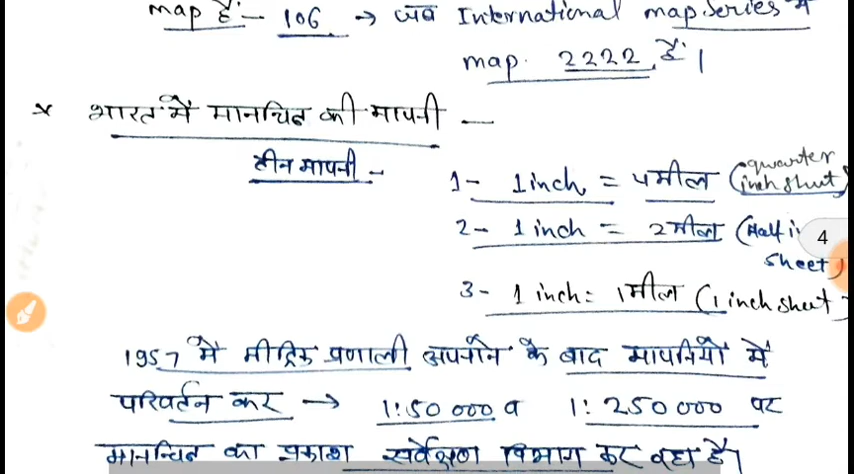 map है:- 106 → जब International map series में
map. 2222 हैं।
* भारत में मानचित्र की मापनी —
तीन मापनी -
1- 1 inch = 4 मील (quarter inch sheet)
2- 1 inch = 2 मील (Half in sheet)
4
3- 1 inch = 1 मील (1 inch sheet)
1957 में मीट्रिक प्रणाली अपनाने के बाद मापनियों में
परिवर्तन कर → 1:50 000 व 1: 250 000 पर
मानचित्र का प्रकाश सर्वेक्षण विभाग कर रहा है।